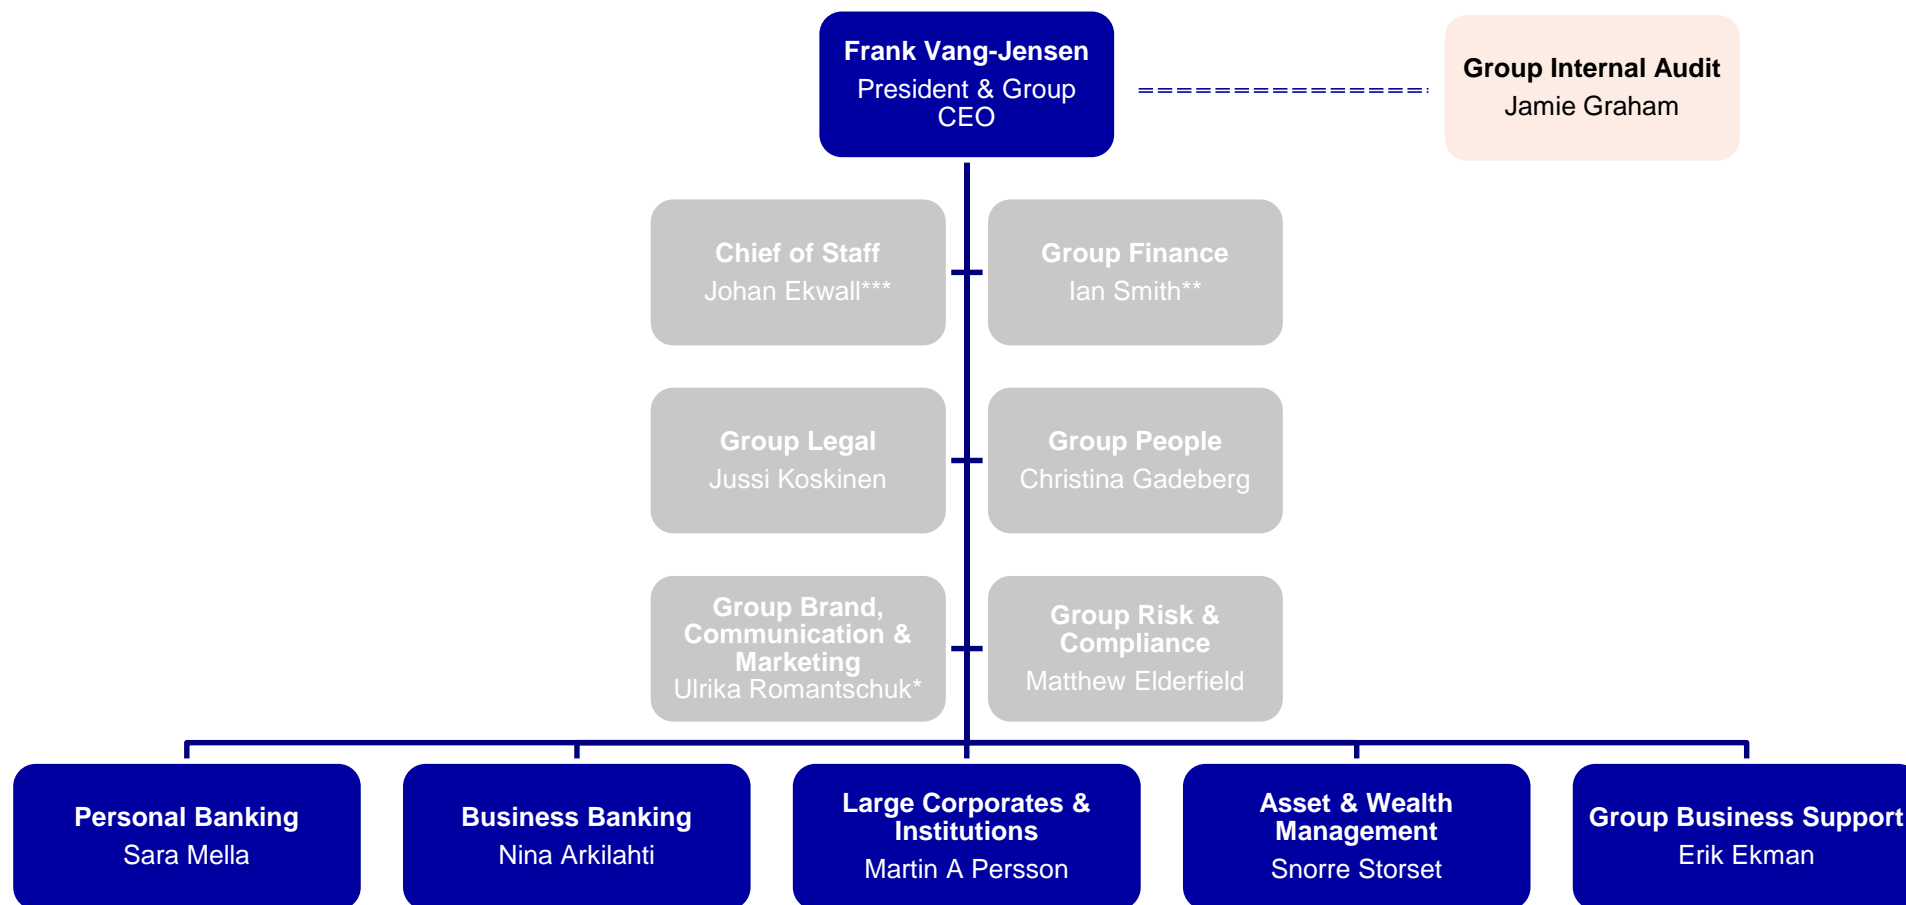 Frank Vang-Jensen
President & Group
CEO
Group Internal Audit
Jamie Graham
Chief of Staff
Johan Ekwall***
Group Finance
Ian Smith**
Group Legal
Jussi Koskinen
Group People
Christina Gadeberg
Group Brand,
Communication &
Marketing
Ulrika Romantschuk*
Group Risk &
Compliance
Matthew Elderfield
Personal Banking
Sara Mella
Business Banking
Nina Arkilahti
Large Corporates &
Institutions
Martin A Persson
Asset & Wealth
Management
Snorre Storset
Group Business Support
Erik Ekman